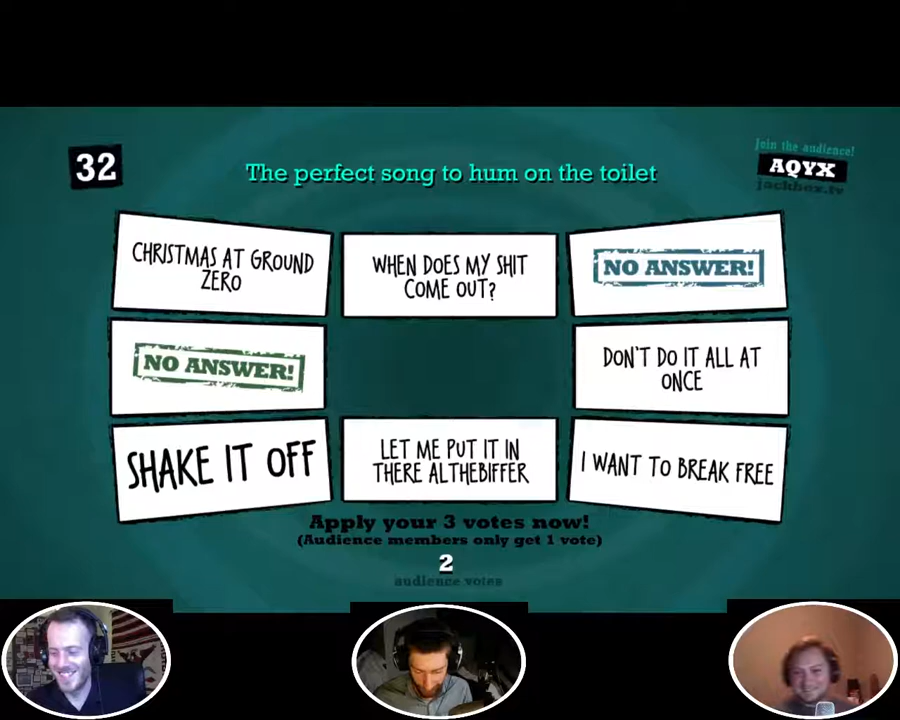 Join the audience!
32
The perfect song to hum on the toilet
AQYX
jackbox.tv
CHRISTMAS AT GROUND
ZERO
WHEN DOES MY SHIT
COME OUT?
NO ANSWER!
NO ANSWER!
DON'T DO IT ALL AT
ONCE
SHAKE IT OFF
LET ME PUT IT IN
THERE ALTHEBIFFER
I WANT TO BREAK FREE
Apply your 3 votes now!
(Audience members only get 1 vote)
2
audience votes